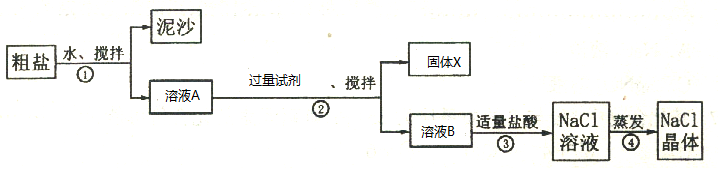 粗盐
水、搅拌
①
泥沙
溶液A
过量试剂
、搅拌
②
固体X
溶液B
适量盐酸
③
NaCl
溶液
蒸发
④
NaCl
晶体